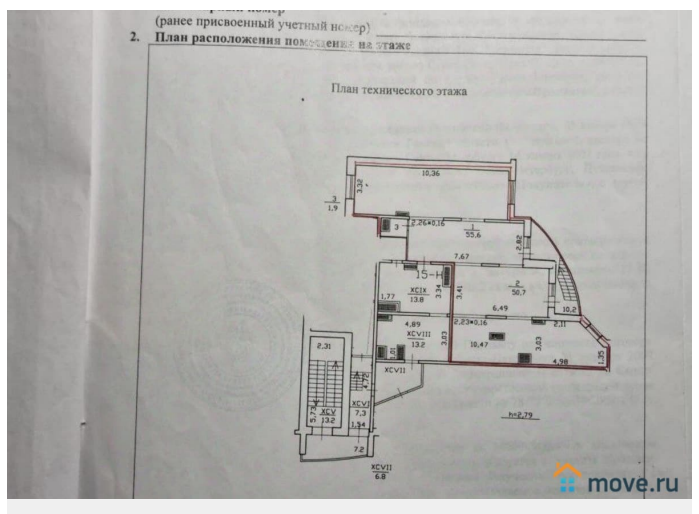 (ранее присвоенный учетный номер)
2. План расположения помещения на этаже
План технического этажа
10,36
3,32
3
1,9
3
2,26*0,16
1
55,6
2,82
7,67
15-Н
XCIX
13.8
1,77
3,34
3,41
2
50,7
6,49
10,2
4,89
XCVIII
13.2
3,03
2,23*0,16
2,11
10,47
3,03
4,98
1,35
2,31
XCVII
4,72
5,73
XCV
13.2
XCVI
7,3
1,54
h=2,79
7,2
XCVII
6.8
move.ru